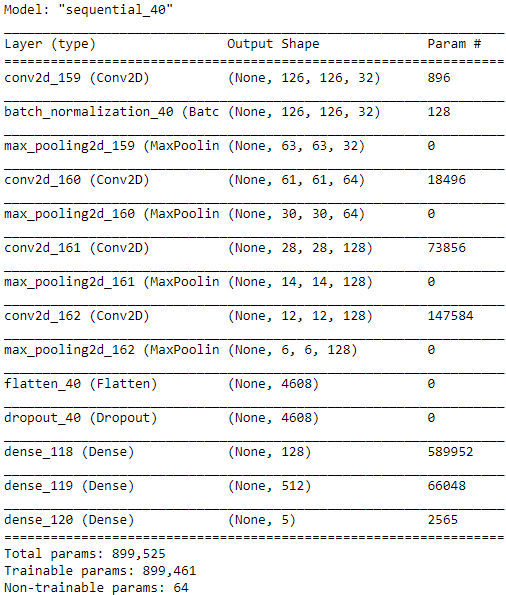 Model: "sequential_40"
Layer (type) Output Shape Param #
conv2d_159 (Conv2D) (None, 126, 126, 32) 896
batch_normalization_40 (Batc (None, 126, 126, 32) 128
max_pooling2d_159 (MaxPoolin (None, 63, 63, 32) 0
conv2d_160 (Conv2D) (None, 61, 61, 64) 18496
max_pooling2d_160 (MaxPoolin (None, 30, 30, 64) 0
conv2d_161 (Conv2D) (None, 28, 28, 128) 73856
max_pooling2d_161 (MaxPoolin (None, 14, 14, 128) 0
conv2d_162 (Conv2D) (None, 12, 12, 128) 147584
max_pooling2d_162 (MaxPoolin (None, 6, 6, 128) 0
flatten_40 (Flatten) (None, 4608) 0
dropout_40 (Dropout) (None, 4608) 0
dense_118 (Dense) (None, 128) 589952
dense_119 (Dense) (None, 512) 66048
dense_120 (Dense) (None, 5) 2565
Total params: 899,525
Trainable params: 899,461
Non-trainable params: 64